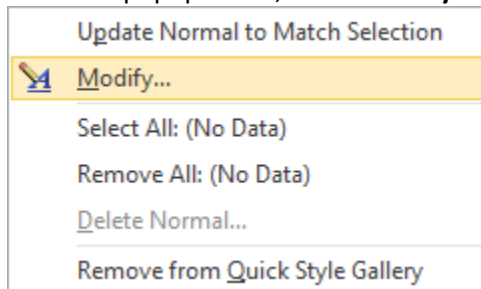 Update Normal to Match Selection
Modify...
Select All: (No Data)
Remove All: (No Data)
Delete Normal...
Remove from Quick Style Gallery